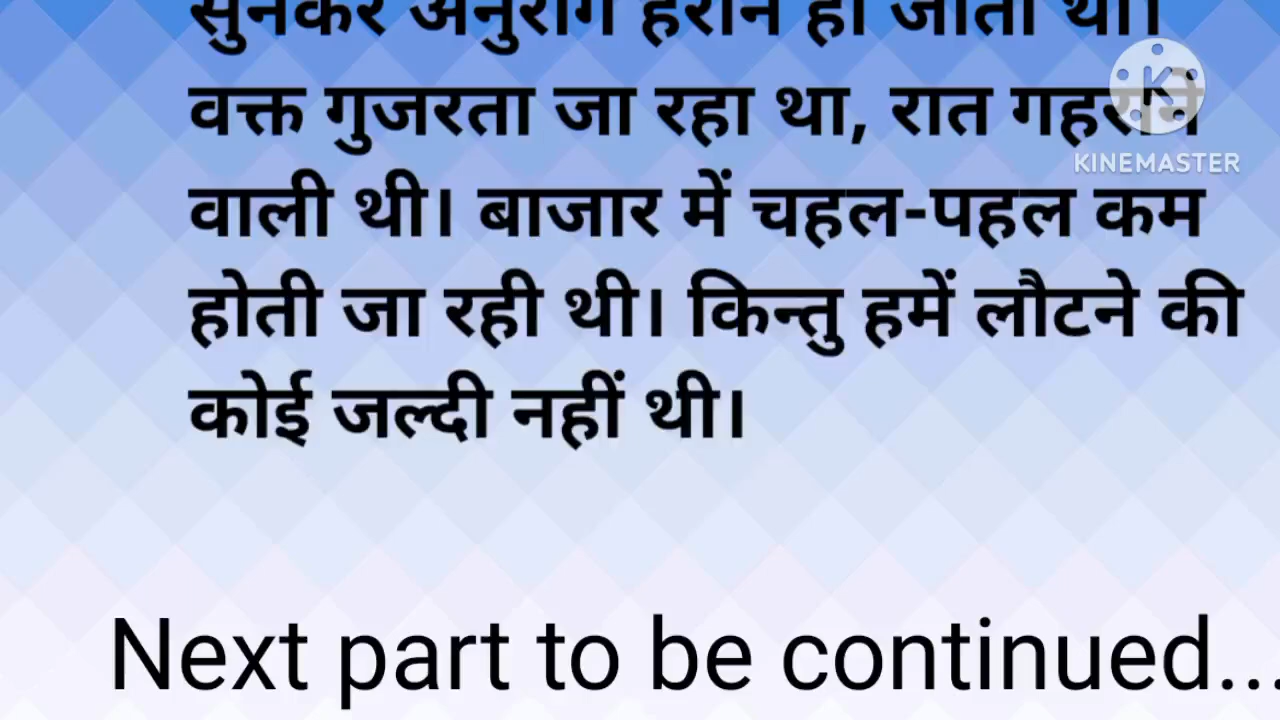 सुनकर अनुराग हैरान हो जाता था।
वक्त गुजरता जा रहा था, रात गहराने
KINEMASTER
वाली थी। बाजार में चहल-पहल कम
होती जा रही थी। किन्तु हमें लौटने की
कोई जल्दी नहीं थी।
Next part to be continued...